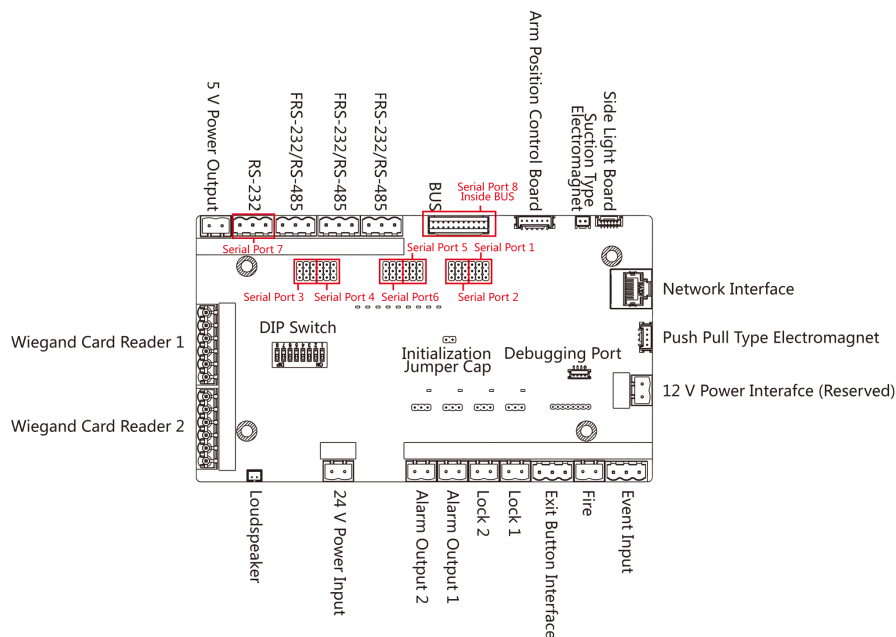 5 V Power Output
RS-232
FRS-232/RS-485
FRS-232/RS-485
FRS-232/RS-485
BUS
Serial Port 8
Inside BUS
Arm Position Control Board
Suction Type
Electromagnet
Side Light Board
Serial Port 7
Serial Port 5
Serial Port 1
Serial Port 3
Serial Port 4
Serial Port6
Serial Port 2
Network Interface
DIP Switch
Wiegand Card Reader 1
Initialization
Jumper Cap
Debugging Port
Push Pull Type Electromagnet
12 V Power Interafce (Reserved)
Wiegand Card Reader 2
Loudspeaker
24 V Power Input
Alarm Output 2
Alarm Output 1
Lock 2
Lock 1
Exit Button Interface
Fire
Event Input